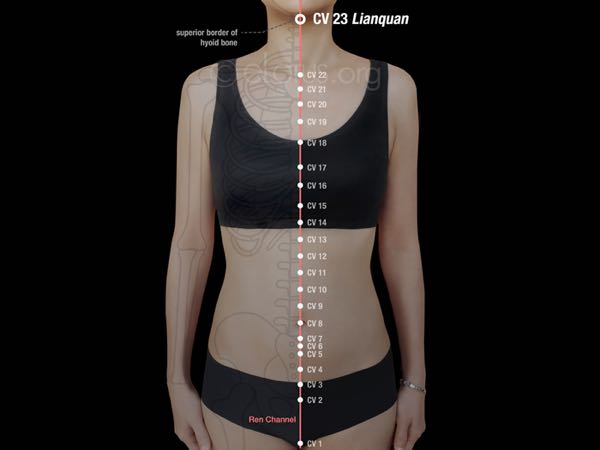 CV 23 Lianquan
superior border of
hyoid bone
CV 22
CV 21
CV 20
CV 19
CV 18
CV 17
CV 16
CV 15
CV 14
CV 13
CV 12
CV 11
CV 10
CV 9
CV 8
CV 7
CV 6
CV 5
CV 4
CV 3
CV 2
Ren Channel
CV 1